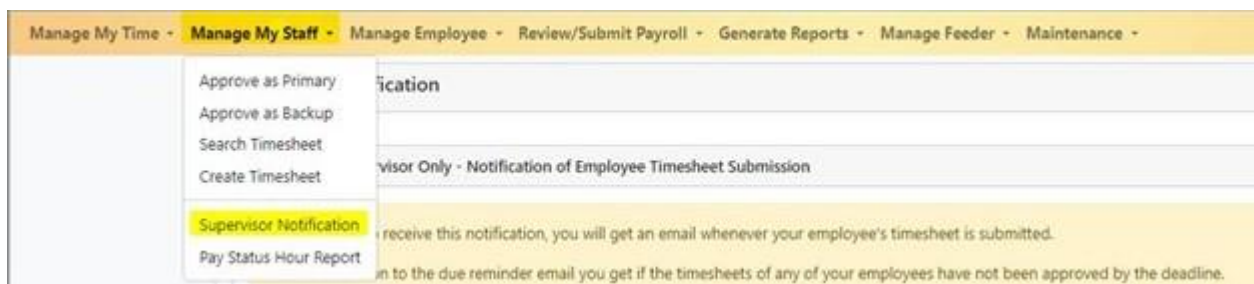 Manage My Time Manage My Staff Manage Employee Review/Submit Payroll Generate Reports Manage Feeder Maintenance
Approve as Primary
Approve as Backup
Search Timesheet
Create Timesheet
Supervisor Notification
Pay Status Hour Report
ification
visor Only - Notification of Employee Timesheet Submission
receive this notification, you will get an email whenever your employee's timesheet is submitted.
n to the due reminder email you get if the timesheets of any of your employees have not been approved by the deadline.